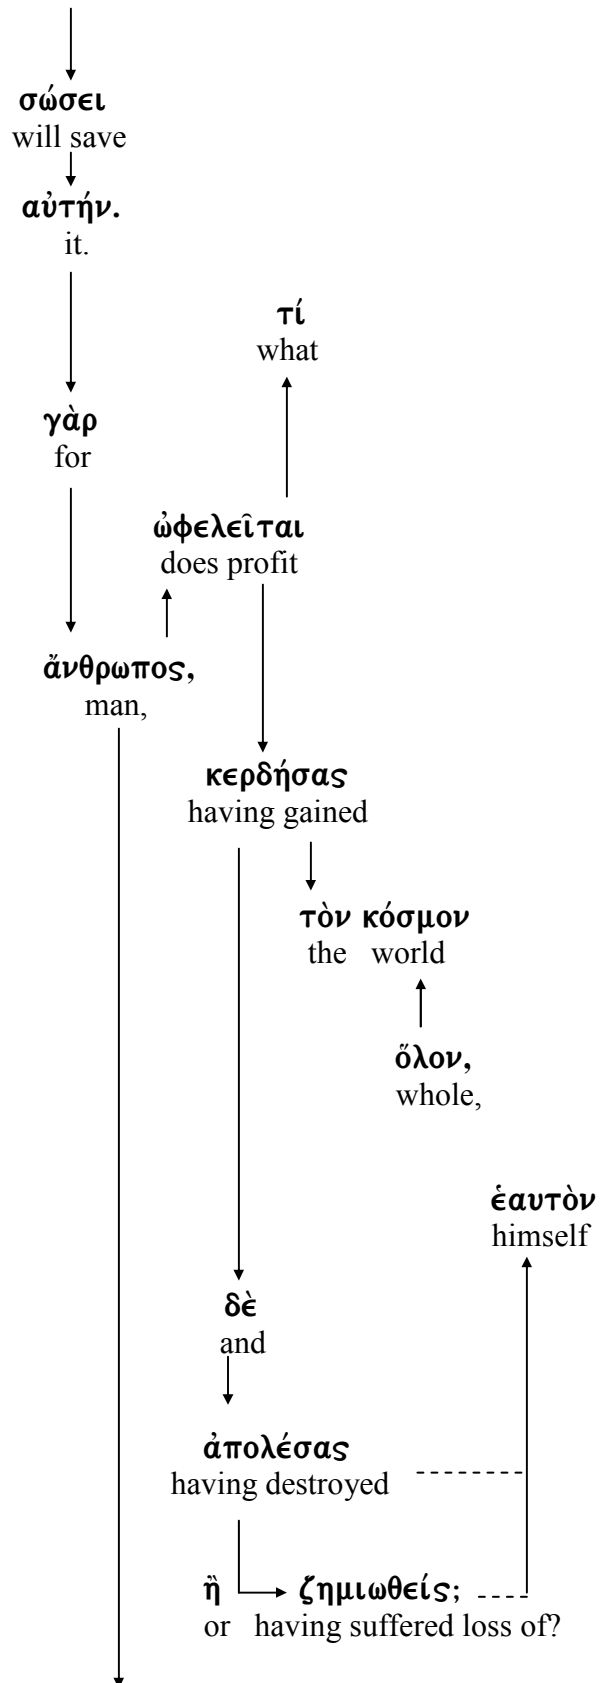 σώσει
will save
αὐτήν.
it.
τί
what
γὰρ
for
ὠφελεῖται
does profit
ἄνθρωπος,
man,
κερδήσας
having gained
τὸν κόσμον
the world
ὅλον,
whole,
ἑαυτὸν
himself
δὲ
and
ἀπολέσας
having destroyed
ἢ ζημιωθείς;
or having suffered loss of?